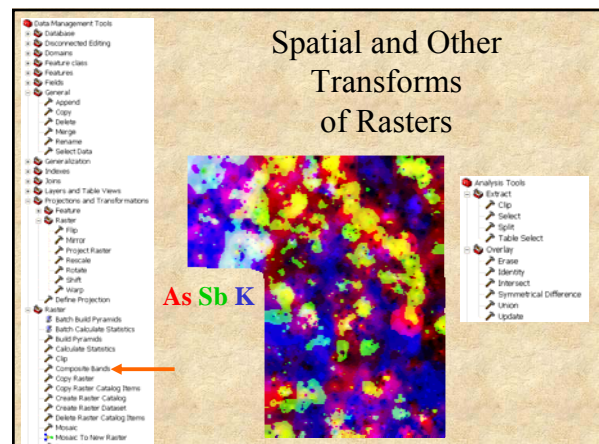 Spatial and Other
Transforms
of Rasters
Data Management Tools
Database
Disconnected Editing
Domains
Feature class
Features
Fields
General
Append
Copy
Delete
Merge
Rename
Select Data
Generalization
Indexes
Joins
Layers and Table Views
Projections and Transformations
Feature
Raster
Flip
Mirror
Project Raster
Rescale
Rotate
Shift
Warp
Define Projection
Raster
Batch Build Pyramids
Batch Calculate Statistics
Build Pyramids
Calculate Statistics
Clip
Composite Bands
Copy Raster
Copy Raster Catalog Items
Create Raster Catalog
Create Raster Dataset
Delete Raster Catalog Items
Mosaic
Mosaic To New Raster
As Sb K
Analysis Tools
Extract
Clip
Select
Split
Table Select
Overlay
Erase
Identity
Intersect
Symmetrical Difference
Union
Update